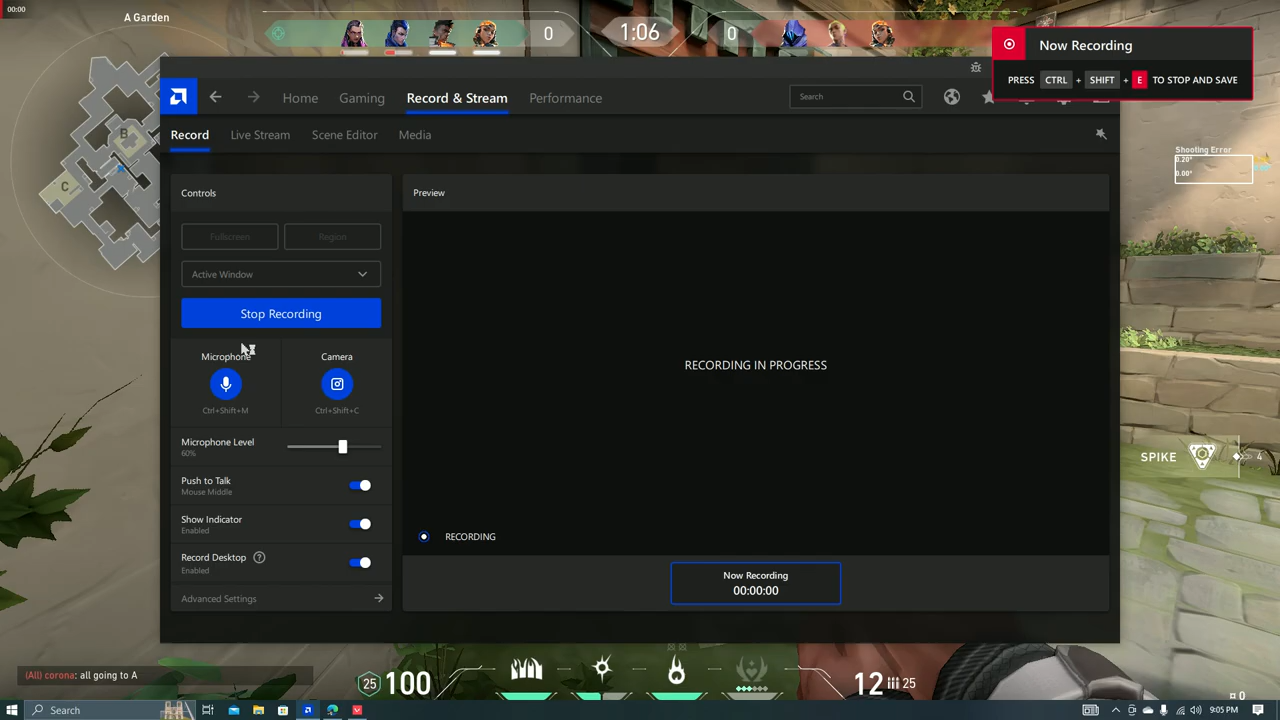 00:00
A Garden
0
1:06
0
Now Recording
PRESS CTRL + SHIFT + E TO STOP AND SAVE
Home
Gaming
Record & Stream
Performance
Search
Record
Live Stream
Scene Editor
Media
B
C
Shooting Error
0.20°
0.00°
Controls
Fullscreen
Region
Active Window
Stop Recording
Microphone
Ctrl+Shift+M
Camera
Ctrl+Shift+C
Microphone Level
60%
Push to Talk
Mouse Middle
Show Indicator
Enabled
Record Desktop
Enabled
Advanced Settings
Preview
RECORDING IN PROGRESS
RECORDING
Now Recording
00:00:00
SPIKE
4
(All) corona: all going to A
25 100
12 25
¤ 0
Search
9:05 PM